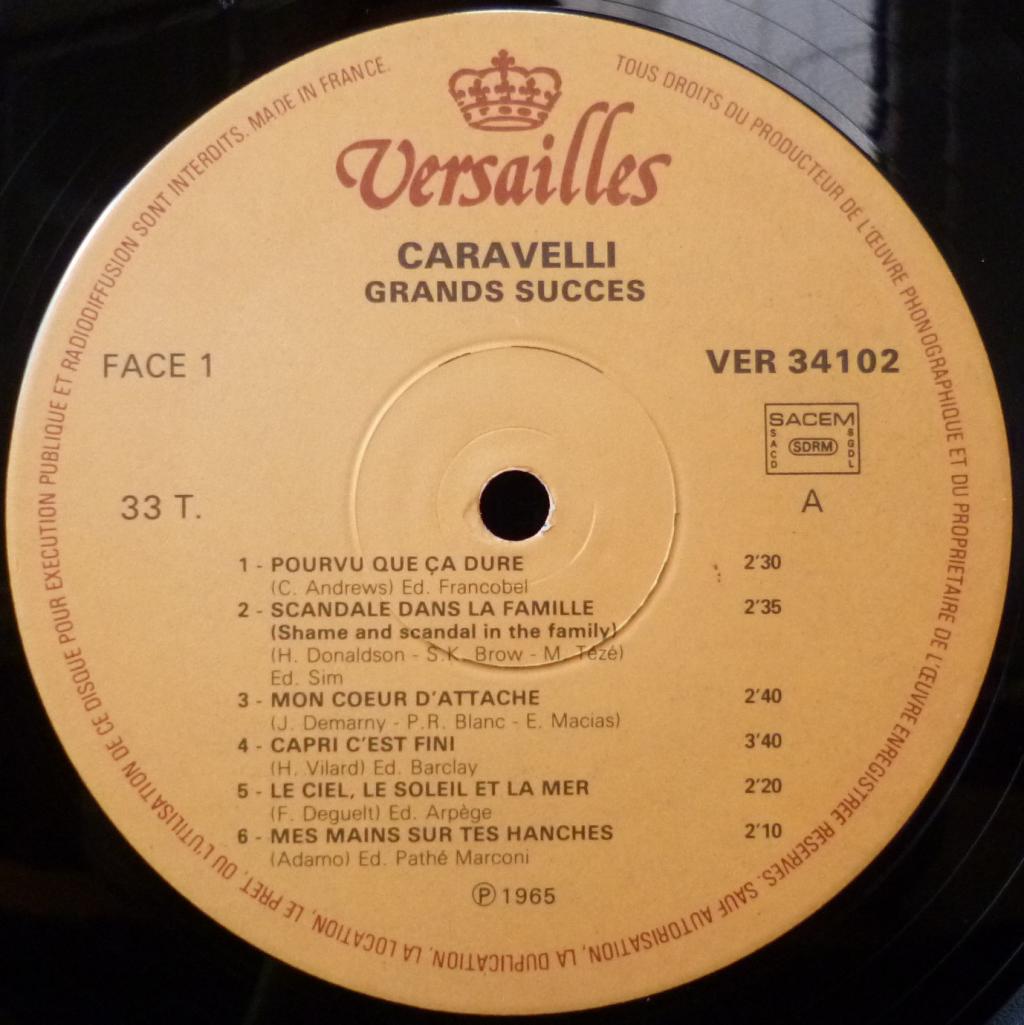 TOUS DROITS DU PRODUCTEUR DE L'ŒUVRE PHONOGRAPHIQUE ET DU PROPRIETAIRE DE L'ŒUVRE ENREGISTREE RESERVES. SAUF AUTORISATION, LA DUPLICATION, LA LOCATION, LE PRET, OU L'UTILISATION DE CE DISQUE POUR EXECUTION PUBLIQUE ET RADIODIFFUSION SONT INTERDITS. MADE IN FRANCE.
Versailles
CARAVELLI
GRANDS SUCCES
FACE 1
VER 34102
SACEM
SACD
SDRM
SGDL
33 T.
A
1 - POURVU QUE ÇA DURE 2'30
(C. Andrews) Ed. Francobel
2 - SCANDALE DANS LA FAMILLE 2'35
(Shame and scandal in the family)
(H. Donaldson - S.K. Brow - M. Tézé)
Ed. Sim
3 - MON COEUR D'ATTACHE 2'40
(J. Demarny - P.R. Blanc - E. Macias)
4 - CAPRI C'EST FINI 3'40
(H. Vilard) Ed. Barclay
5 - LE CIEL, LE SOLEIL ET LA MER 2'20
(F. Deguelt) Ed. Arpège
6 - MES MAINS SUR TES HANCHES 2'10
(Adamo) Ed. Pathé Marconi
℗ 1965